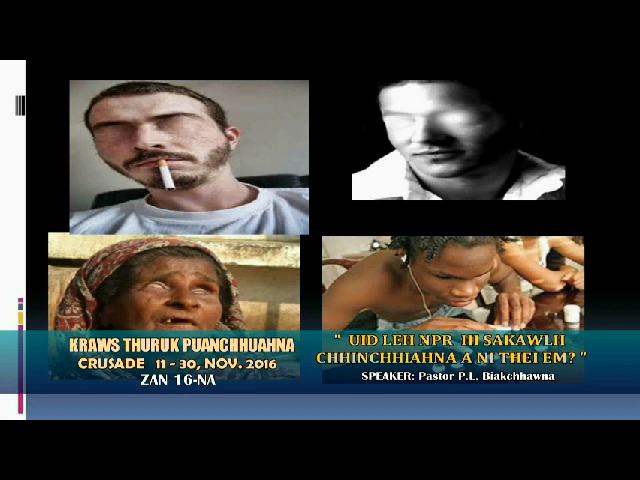 KRAWS THURUK PUANCHHUAHNA
CRUSADE 11 - 30, NOV. 2016
ZAN 16-NA
" UID LEH NPR HI SAKAWLH
CHHINCHHIAHNA A NI THEI EM? "
SPEAKER: Pastor P.L. Biakchhawna